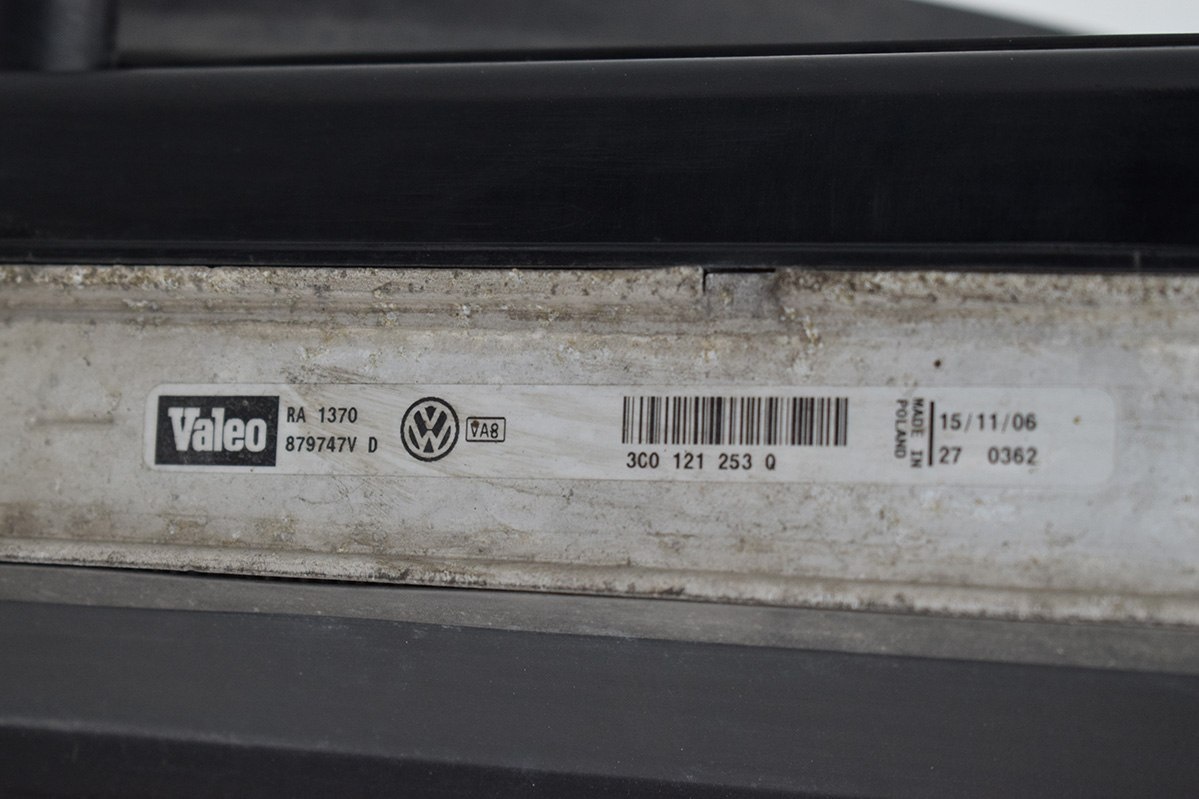 Valeo
RA 1370
879747V D
VA8
3C0 121 253 Q
MADE IN
POLAND
15/11/06
27 0362